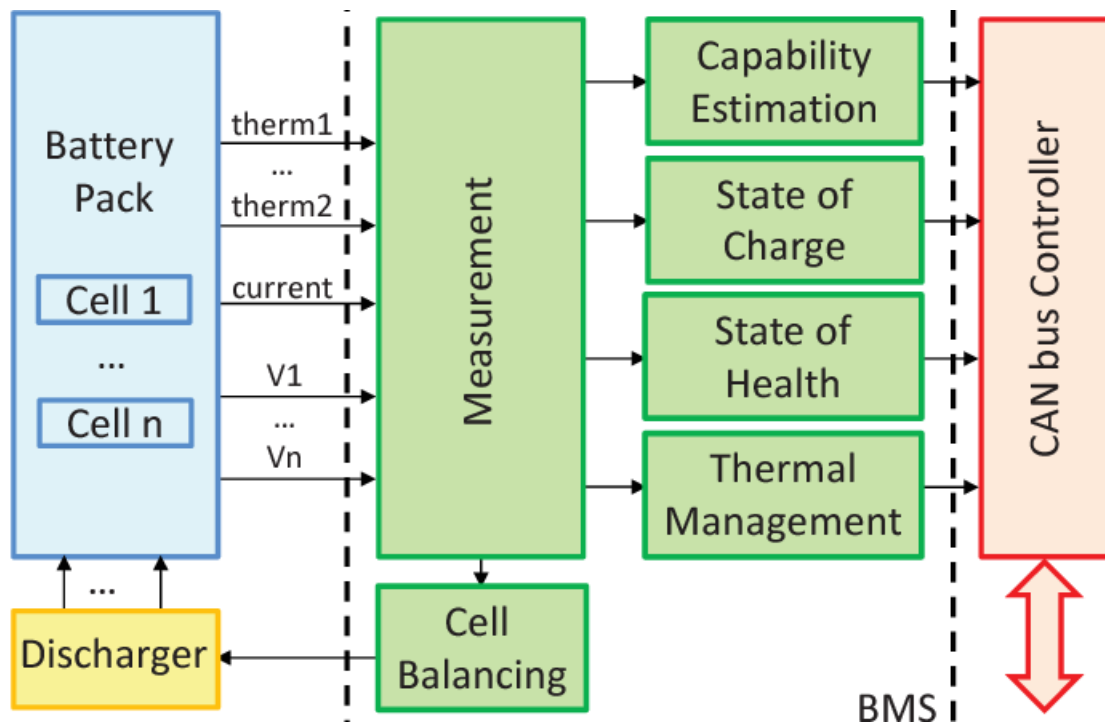 Battery
Pack
Cell 1
...
Cell n
...
Discharger
therm1
...
therm2
current
V1
...
Vn
Measurement
Cell
Balancing
Capability
Estimation
State of
Charge
State of
Health
Thermal
Management
BMS
CAN bus Controller